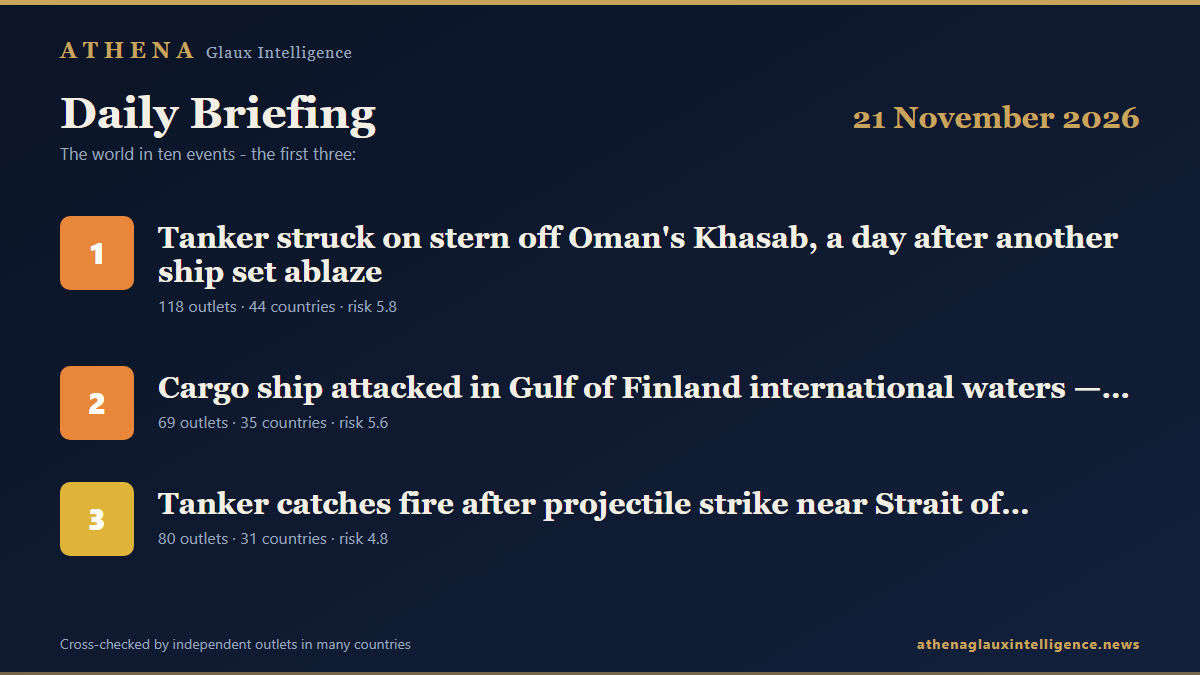 ATHENA Glaux Intelligence
Daily Briefing
21 November 2026
The world in ten events - the first three:
1
Tanker struck on stern off Oman's Khasab, a day after another
ship set ablaze
118 outlets · 44 countries · risk 5.8
2
Cargo ship attacked in Gulf of Finland international waters —...
69 outlets · 35 countries · risk 5.6
3
Tanker catches fire after projectile strike near Strait of...
80 outlets · 31 countries · risk 4.8
Cross-checked by independent outlets in many countries
athenaglauxintelligence.news